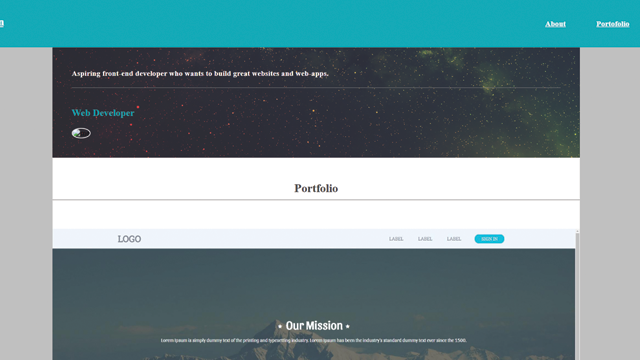 About
Portofolio
Aspiring front-end developer who wants to build great websites and web-apps.
Web Developer
Portfolio
LOGO
LABEL
LABEL
LABEL
SIGN IN
• Our Mission •
Lorem Ipsum is simply dummy text of the printing and typesetting industry. Lorem Ipsum has been the industry's standard dummy text ever since the 1500.